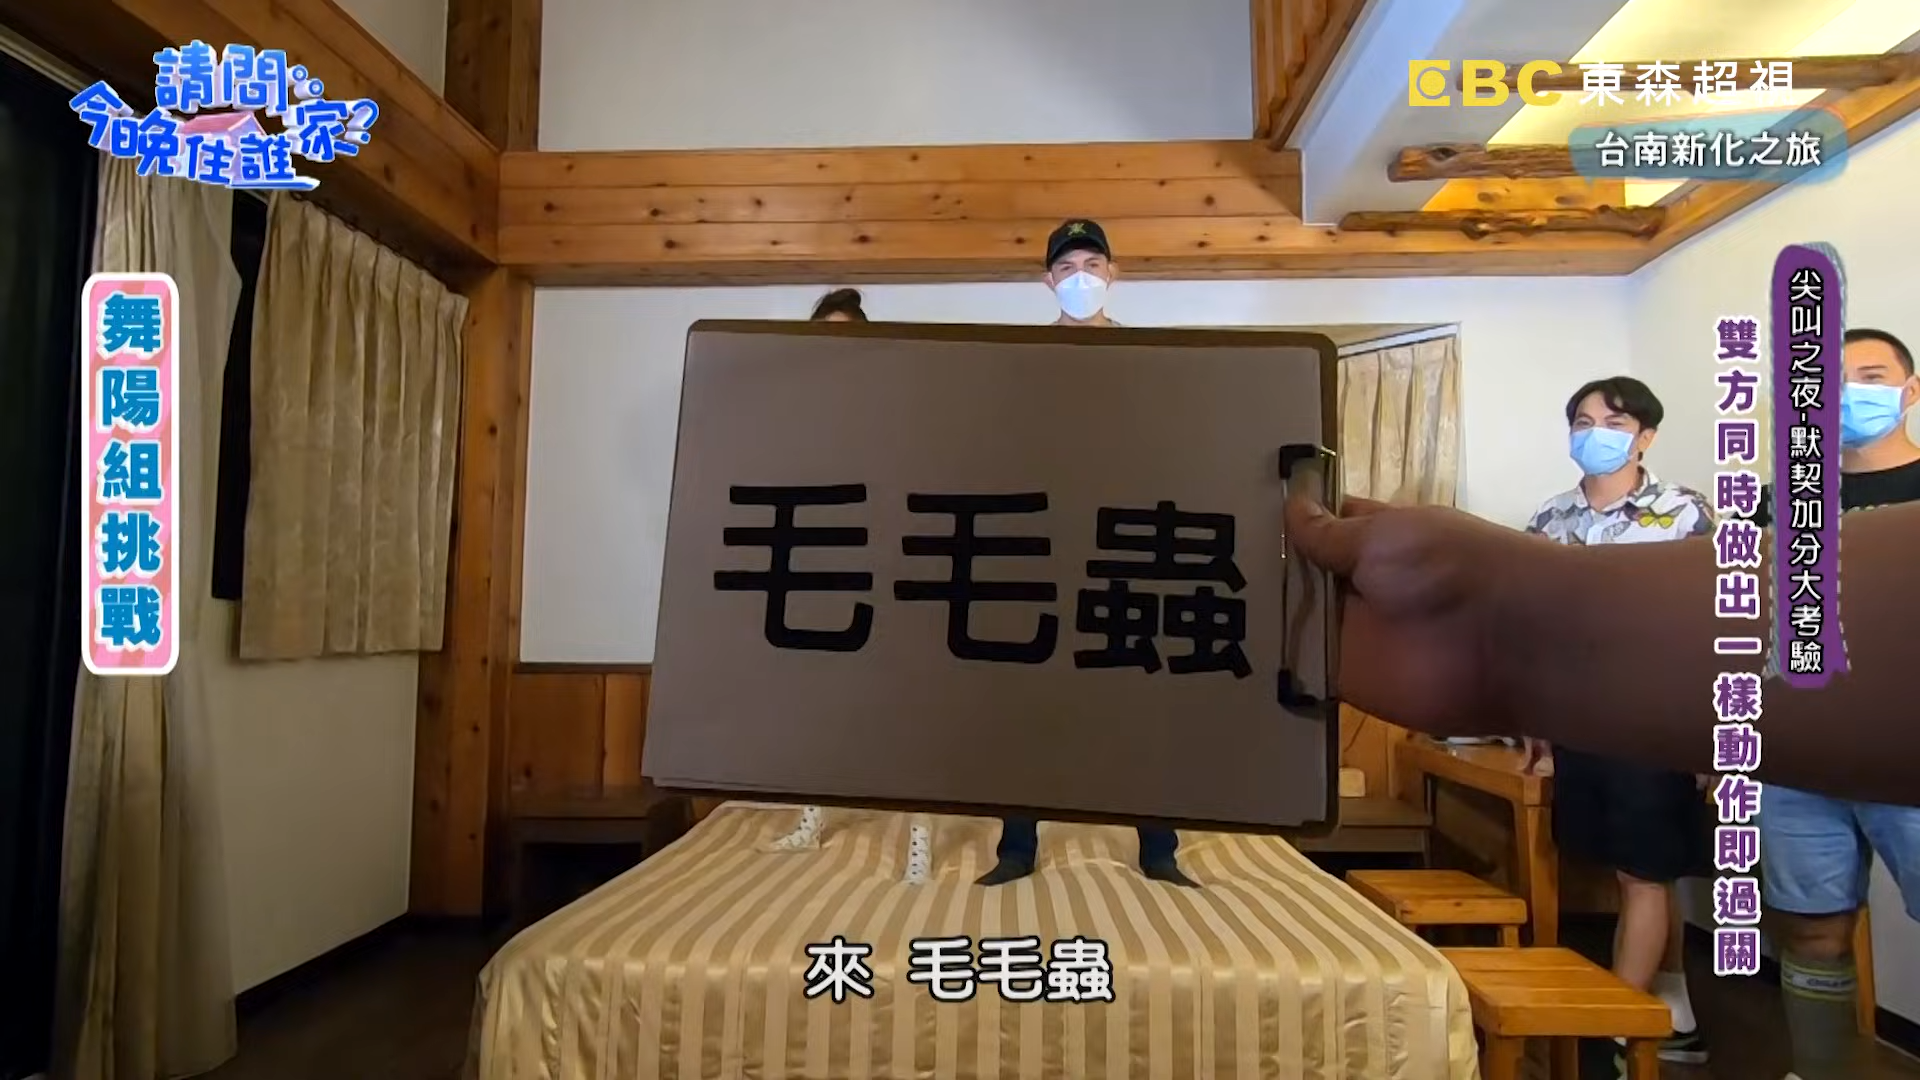 請問
今晚住誰家?
EBC 東森超視
台南新化之旅
舞陽組挑戰
尖叫之夜-默契加分大考驗
雙方同時做出一樣動作即過關
毛毛蟲
來 毛毛蟲